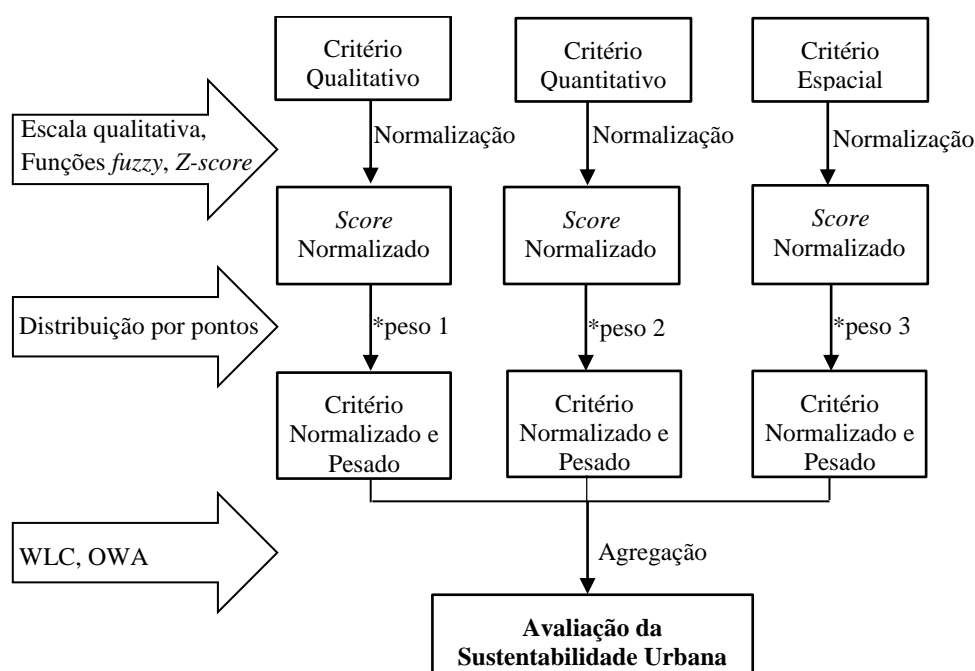 Critério
Qualitativo
Critério
Quantitativo
Critério
Espacial
Escala qualitativa,
Funções fuzzy, Z-score
Normalização
Normalização
Normalização
Score
Normalizado
Score
Normalizado
Score
Normalizado
Distribuição por pontos
*peso 1
*peso 2
*peso 3
Critério
Normalizado e
Pesado
Critério
Normalizado e
Pesado
Critério
Normalizado e
Pesado
WLC, OWA
Agregação
Avaliação da
Sustentabilidade Urbana